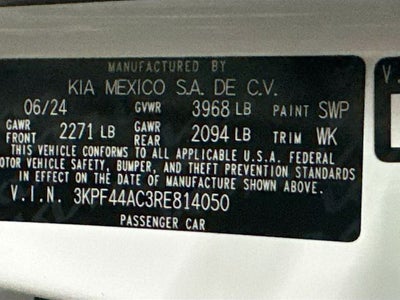 MANUFACTURED BY
KIA MEXICO S.A. DE C.V.
06/24 GVWR 3968 LB PAINT SWP
GAWR FRONT 2271 LB GAWR REAR 2094 LB TRIM WK
THIS VEHICLE CONFORMS TO ALL APPLICABLE U.S.A. FEDERAL
OTOR VEHICLE SAFETY, BUMPER, AND THEFT PREVENTION STANDARDS
IN EFFECT ON THE DATE OF MANUFACTURE SHOWN ABOVE.
V.I.N. 3KPF44AC3RE814050
PASSENGER CAR
V.